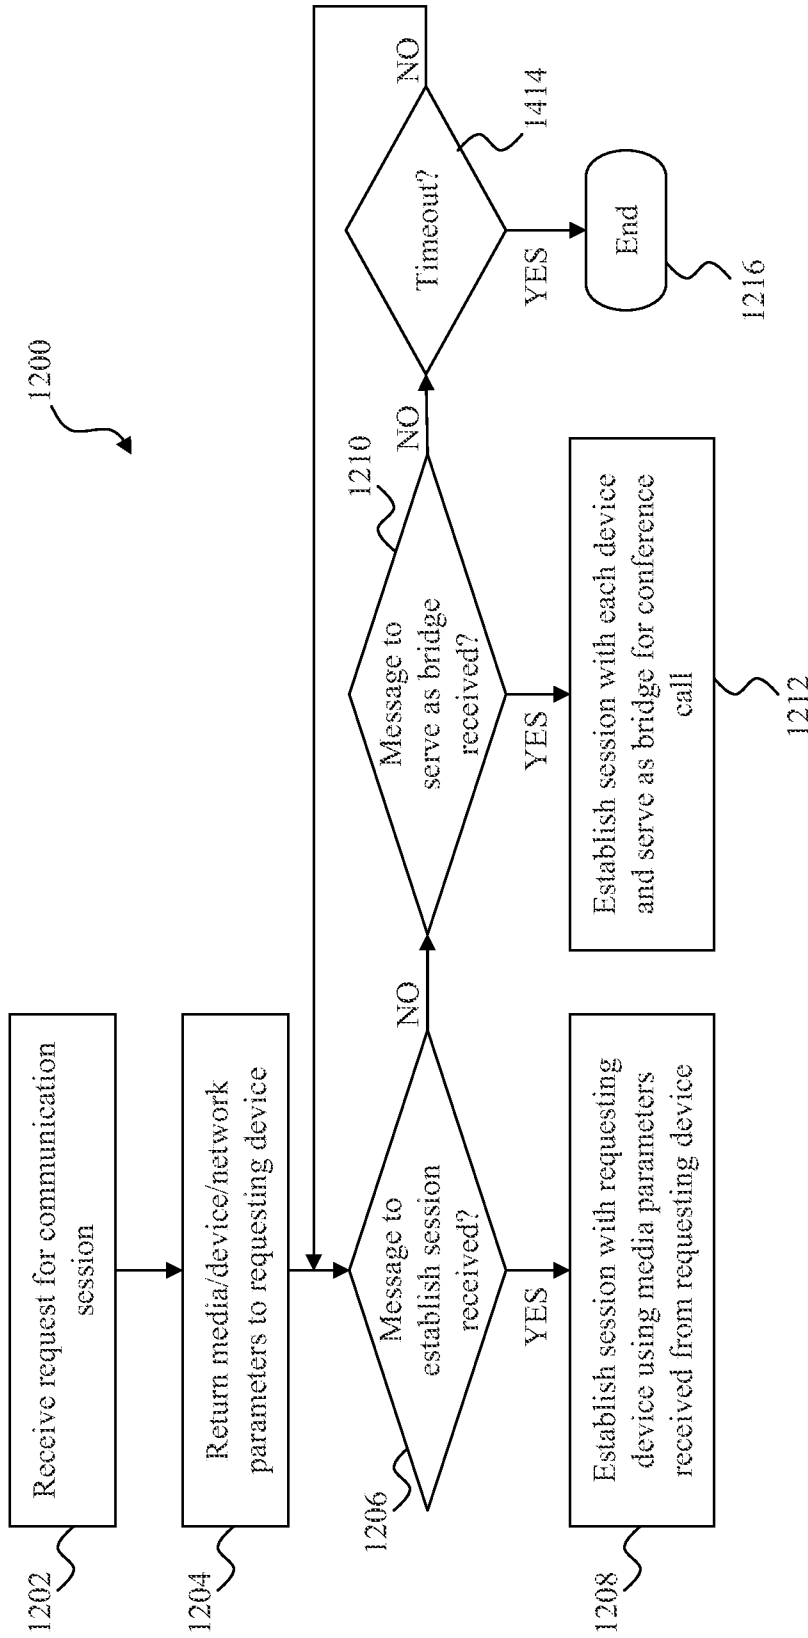 1200
1202
Receive request for communication
session
1204
Return media/device/network
parameters to requesting device
1206
Message to
establish session
received?
NO
YES
1208
Establish session with requesting
device using media parameters
received from requesting device
1210
Message to
serve as bridge
received?
NO
YES
Establish session with each device
and serve as bridge for conference
call
1212
Timeout?
NO
1414
YES
End
1216